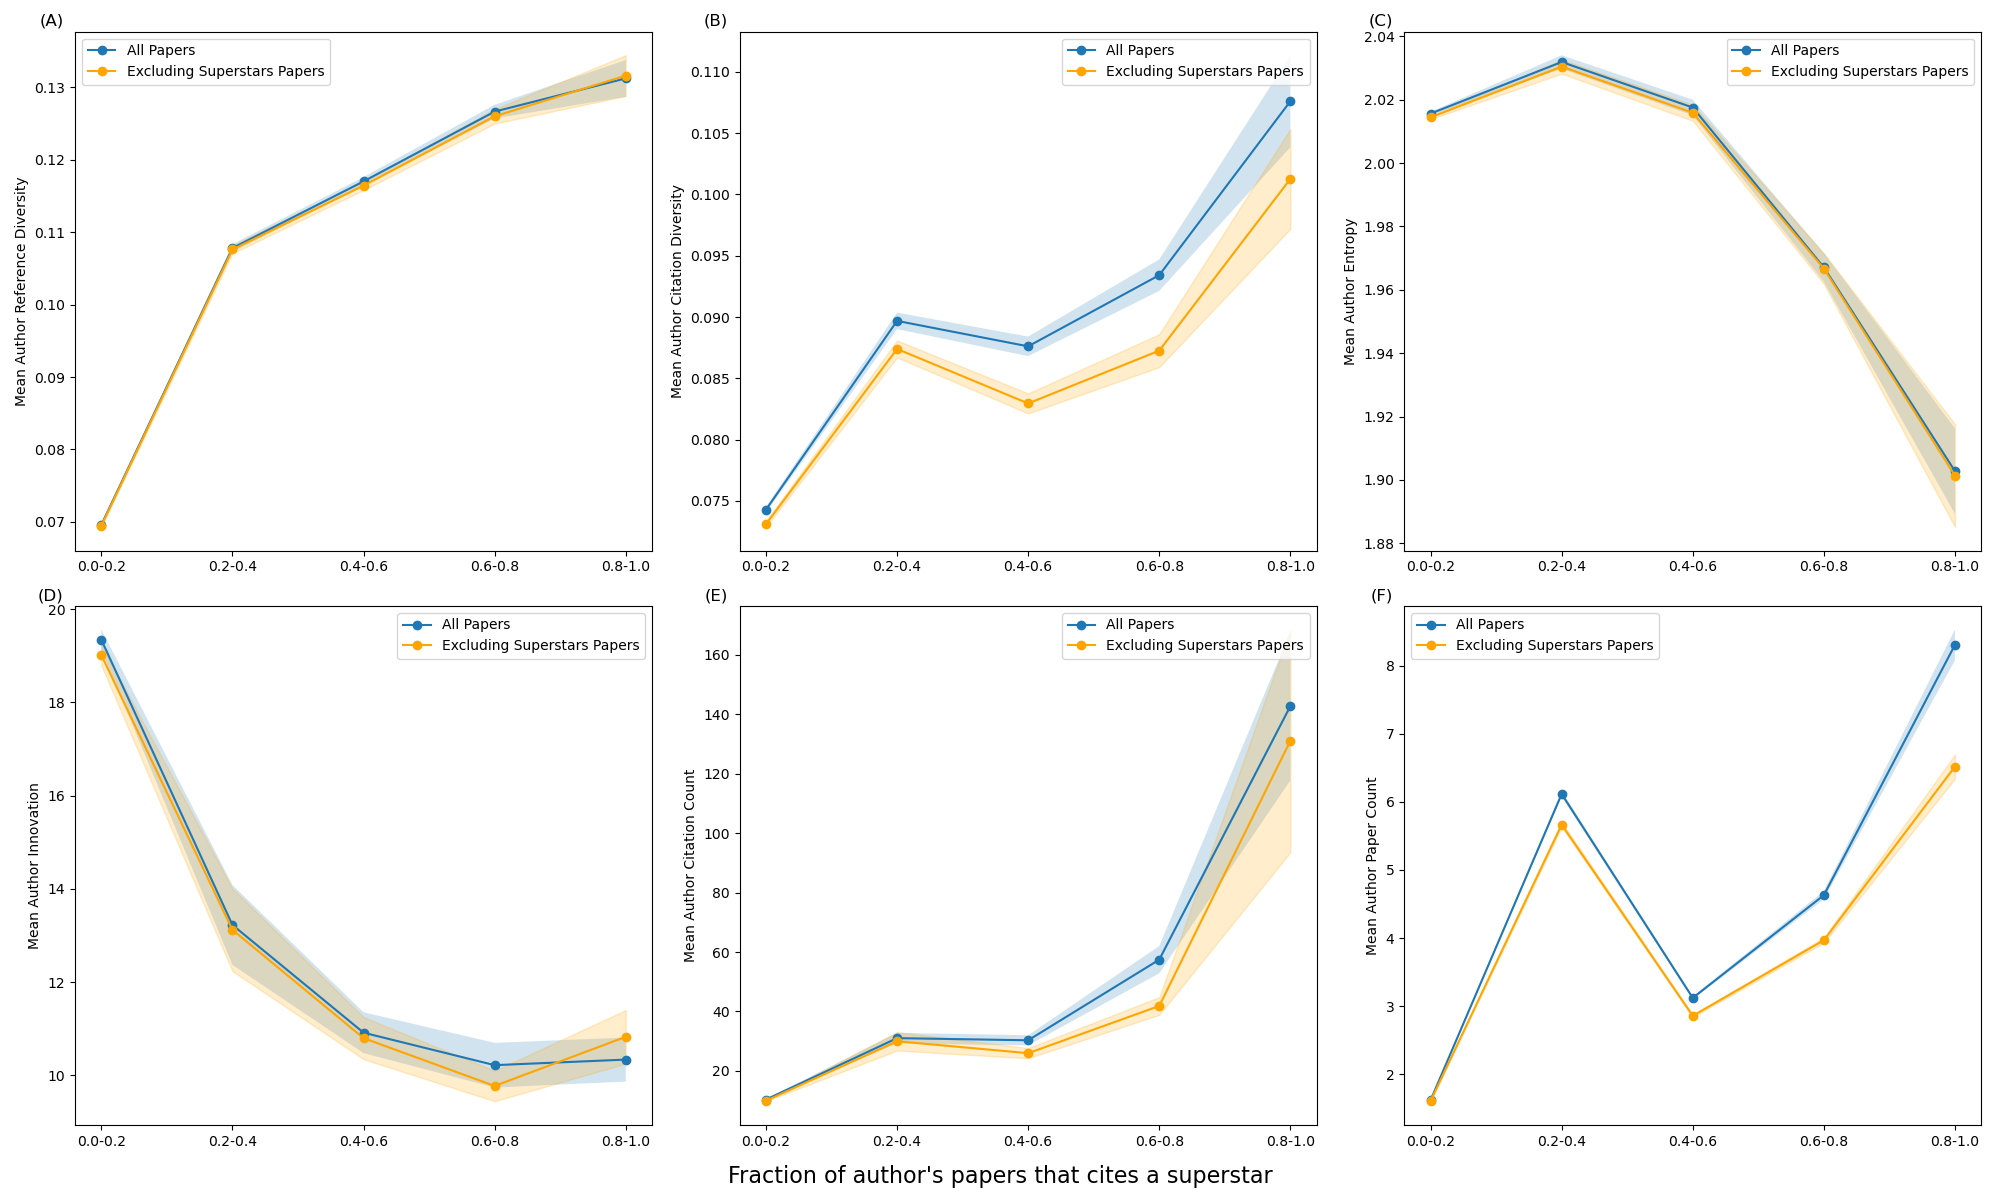 (A)
All Papers
Excluding Superstars Papers
0.13
0.12
0.11
0.10
0.09
0.08
0.07
Mean Author Reference Diversity
0.0-0.2 0.2-0.4 0.4-0.6 0.6-0.8 0.8-1.0
(B)
All Papers
Excluding Superstars Papers
0.110
0.105
0.100
0.095
0.090
0.085
0.080
0.075
Mean Author Citation Diversity
0.0-0.2 0.2-0.4 0.4-0.6 0.6-0.8 0.8-1.0
(C)
All Papers
Excluding Superstars Papers
2.04
2.02
2.00
1.98
1.96
1.94
1.92
1.90
1.88
Mean Author Entropy
0.0-0.2 0.2-0.4 0.4-0.6 0.6-0.8 0.8-1.0
(D)
All Papers
Excluding Superstars Papers
20
18
16
14
12
10
Mean Author Innovation
0.0-0.2 0.2-0.4 0.4-0.6 0.6-0.8 0.8-1.0
(E)
All Papers
Excluding Superstars Papers
160
140
120
100
80
60
40
20
Mean Author Citation Count
0.0-0.2 0.2-0.4 0.4-0.6 0.6-0.8 0.8-1.0
(F)
All Papers
Excluding Superstars Papers
8
7
6
5
4
3
2
Mean Author Paper Count
0.0-0.2 0.2-0.4 0.4-0.6 0.6-0.8 0.8-1.0
Fraction of author's papers that cites a superstar